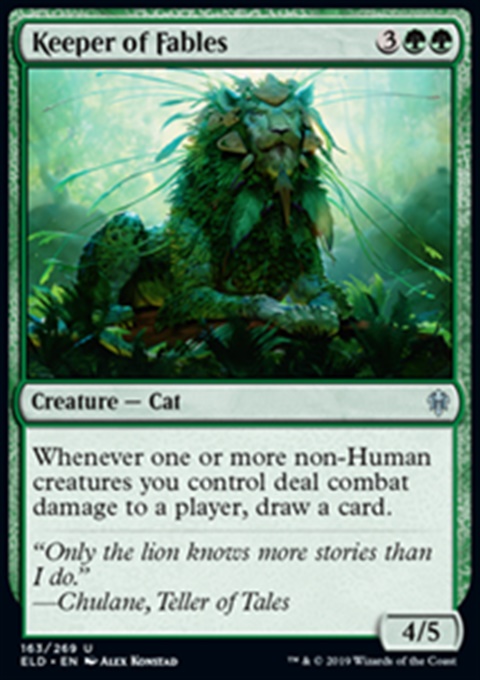 Keeper of Fables 3
Creature — Cat
Whenever one or more non-Human
creatures you control deal combat
damage to a player, draw a card.
“Only the lion knows more stories than
I do.”
—Chulane, Teller of Tales
4/5
163/269 U
ELD • EN Alex Konstad
™ & © 2019 Wizards of the Coast